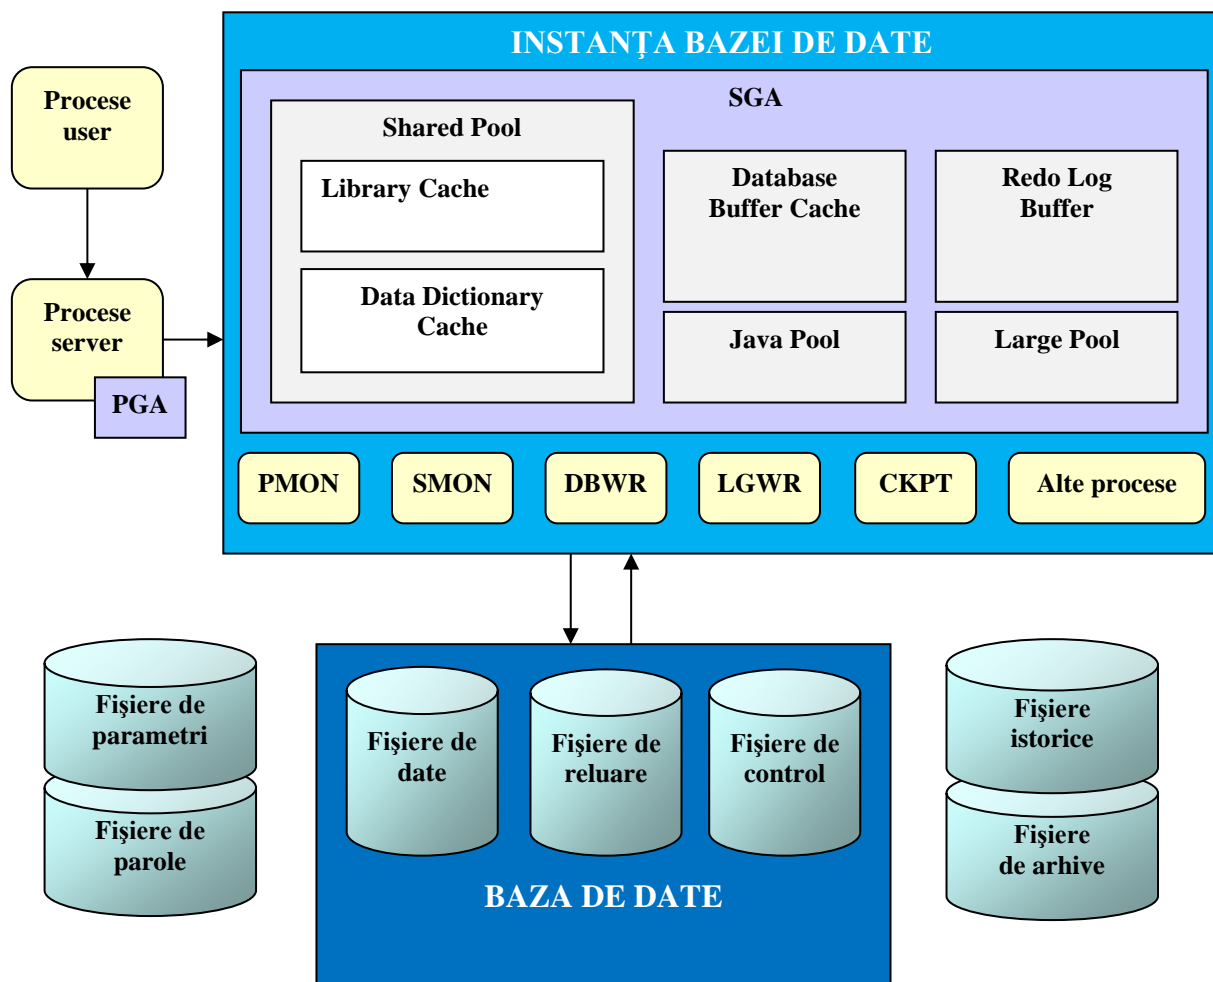 INSTANŢA BAZEI DE DATE
SGA
Procese
user
Shared Pool
Library Cache
Data Dictionary
Cache
Database
Buffer Cache
Redo Log
Buffer
Java Pool
Large Pool
Procese
server
PGA
PMON
SMON
DBWR
LGWR
CKPT
Alte procese
Fişiere de
parametri
Fişiere de
parole
Fişiere de
date
Fişiere de
reluare
Fişiere de
control
BAZA DE DATE
Fişiere
istorice
Fişiere
de arhive